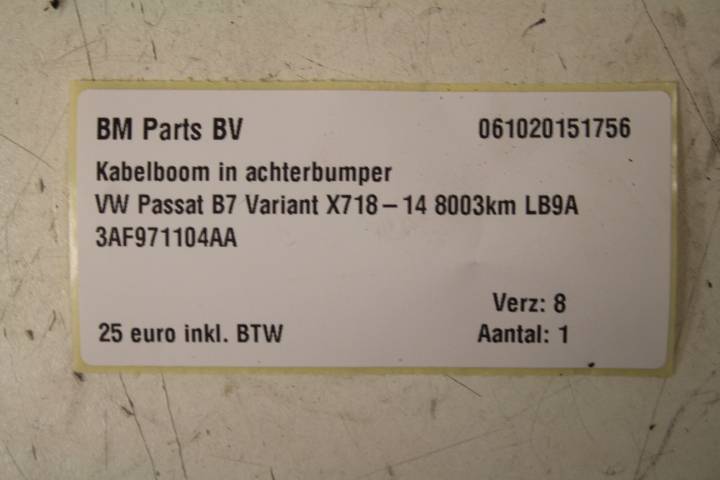 BM Parts BV 061020151756
Kabelboom in achterbumper
VW Passat B7 Variant X718-14 8003km LB9A
3AF971104AA
Verz: 8
25 euro inkl. BTW Aantal: 1